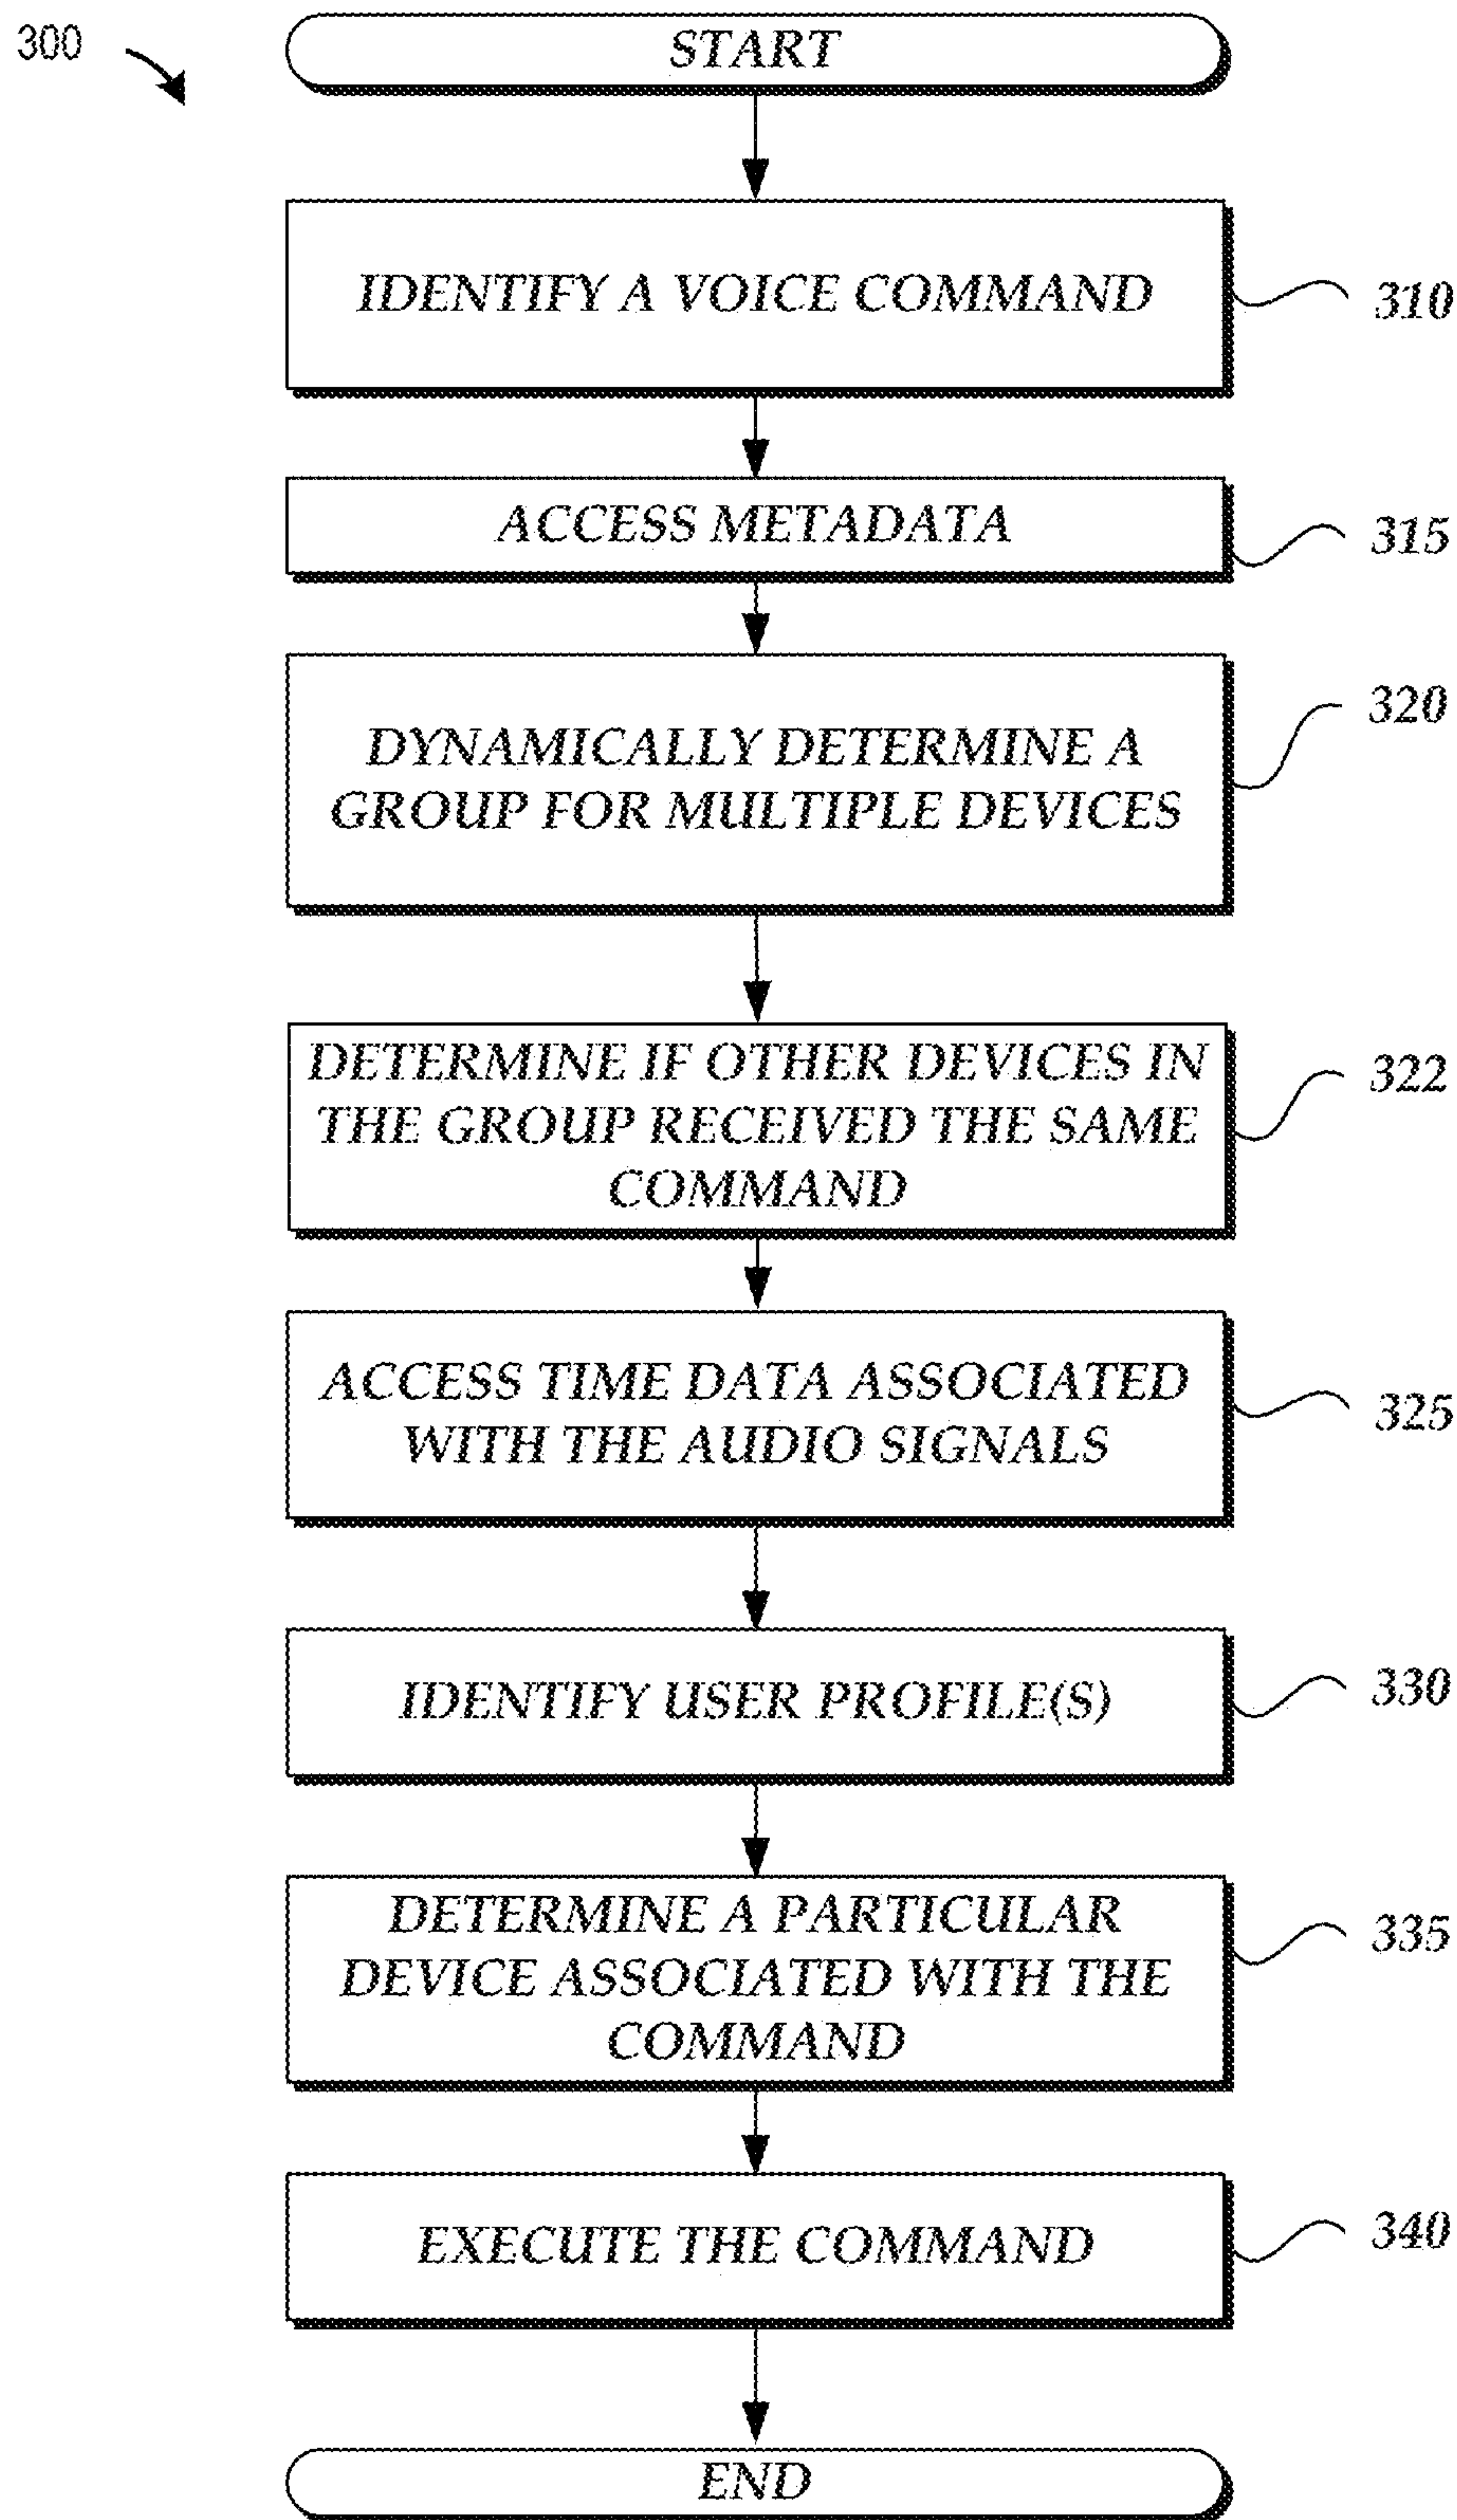 300
START
IDENTIFY A VOICE COMMAND
310
ACCESS METADATA
315
DYNAMICALLY DETERMINE A
GROUP FOR MULTIPLE DEVICES
320
DETERMINE IF OTHER DEVICES IN
THE GROUP RECEIVED THE SAME
COMMAND
322
ACCESS TIME DATA ASSOCIATED
WITH THE AUDIO SIGNALS
325
IDENTIFY USER PROFILE(S)
330
DETERMINE A PARTICULAR
DEVICE ASSOCIATED WITH THE
COMMAND
335
EXECUTE THE COMMAND
340
END